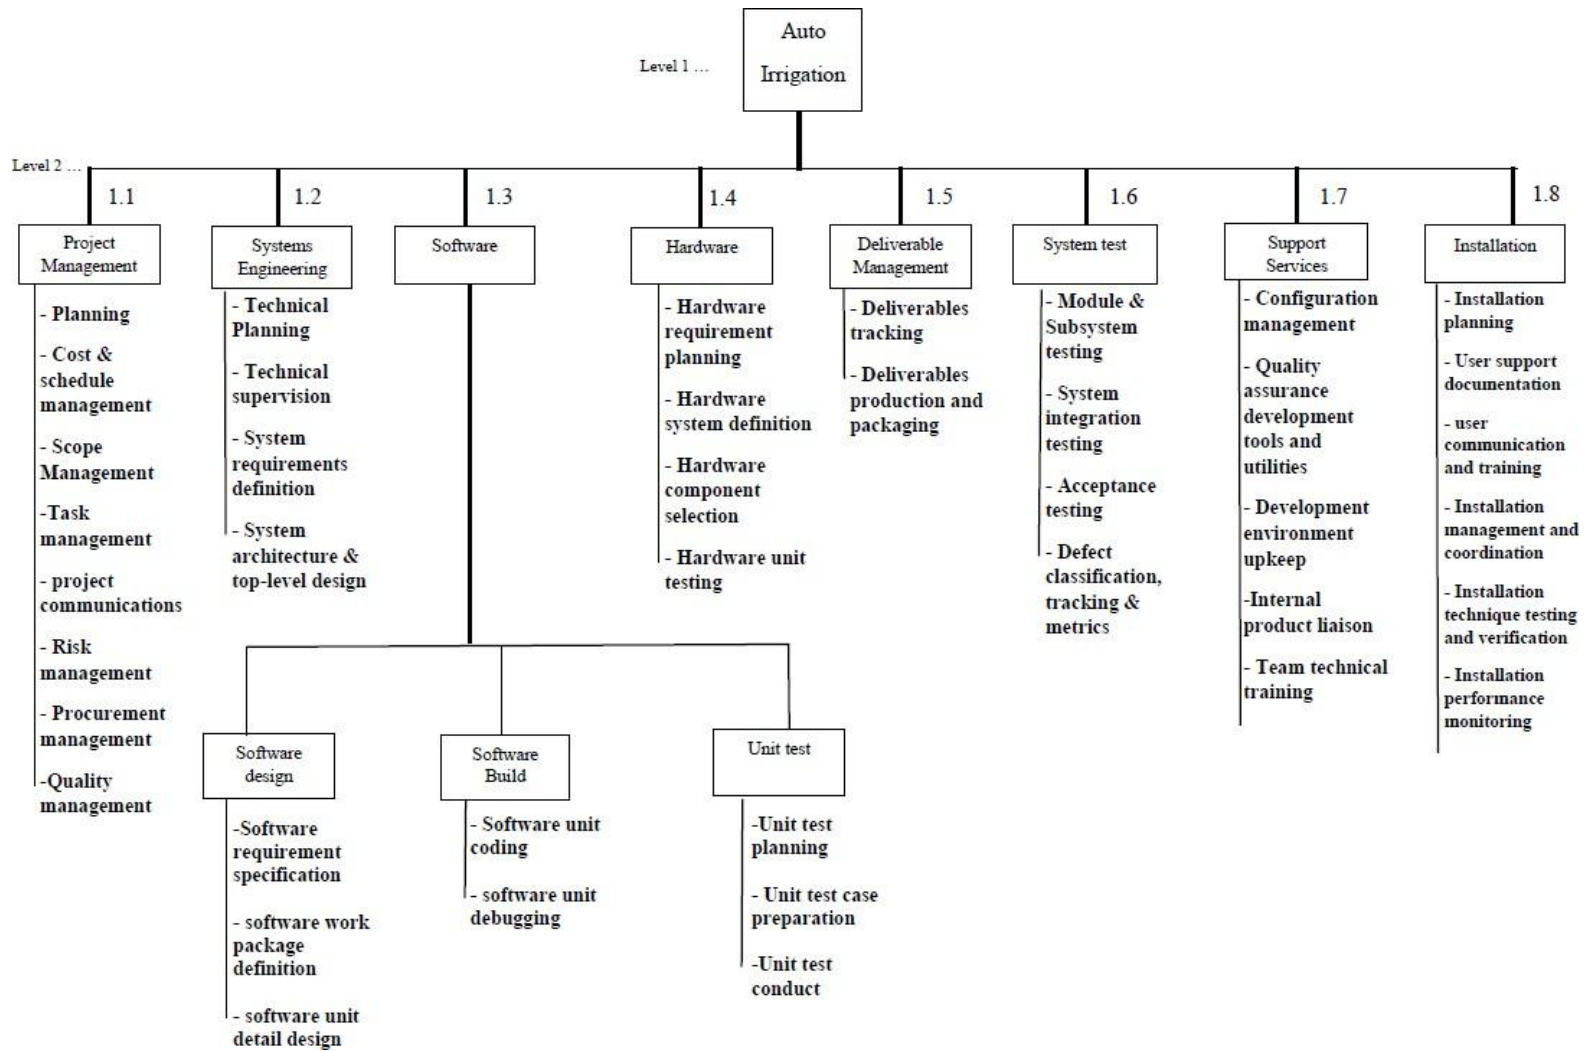 Auto
Irrigation
Level 1 ...
Level 2 ...
1.1
1.2
1.3
1.4
1.5
1.6
1.7
1.8
Project
Management
- Planning
- Cost &
schedule
management
- Scope
Management
-Task
management
- project
communications
- Risk
management
- Procurement
management
-Quality
management
Systems
Engineering
- Technical
Planning
- Technical
supervision
- System
requirements
definition
- System
architecture &
top-level design
Software
Software
design
-Software
requirement
specification
- software work
package
definition
- software unit
detail design
Software
Build
- Software unit
coding
- software unit
debugging
Unit test
-Unit test
planning
- Unit test case
preparation
-Unit test
conduct
Hardware
- Hardware
requirement
planning
- Hardware
system definition
- Hardware
component
selection
- Hardware unit
testing
Deliverable
Management
- Deliverables
tracking
- Deliverables
production and
packaging
System test
- Module &
Subsystem
testing
- System
integration
testing
- Acceptance
testing
- Defect
classification,
tracking &
metrics
Support
Services
- Configuration
management
- Quality
assurance
development
tools and
utilities
- Development
environment
upkeep
-Internal
product liaison
- Team technical
training
Installation
- Installation
planning
- User support
documentation
- user
communication
and training
- Installation
management and
coordination
- Installation
technique testing
and verification
- Installation
performance
monitoring